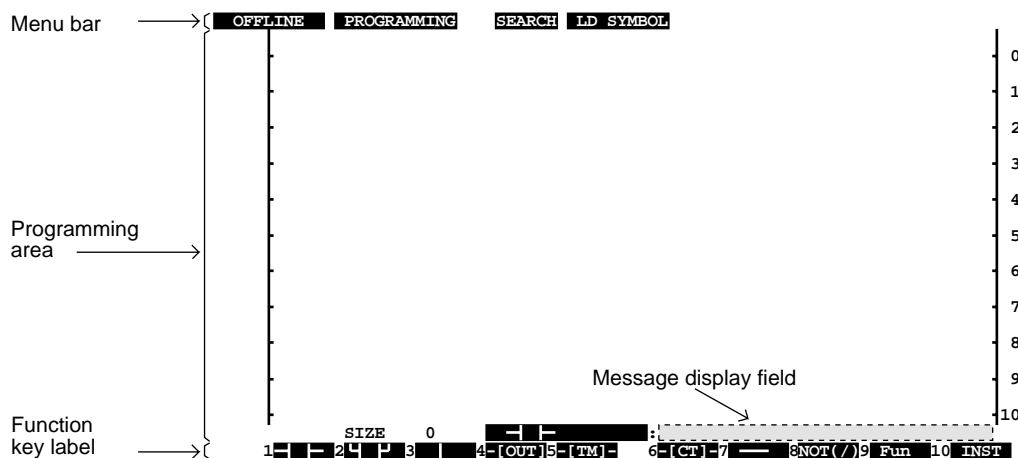 Menu bar
OFFLINE PROGRAMMING SEARCH LD SYMBOL
0
1
2
3
4
Programming
area
5
6
7
8
9
Message display field
10
Function
key label
SIZE 0 :
1 2 3 4-[OUT]5-[TM]- 6-[CT]-7 8NOT(/)9 Fun 10 INST